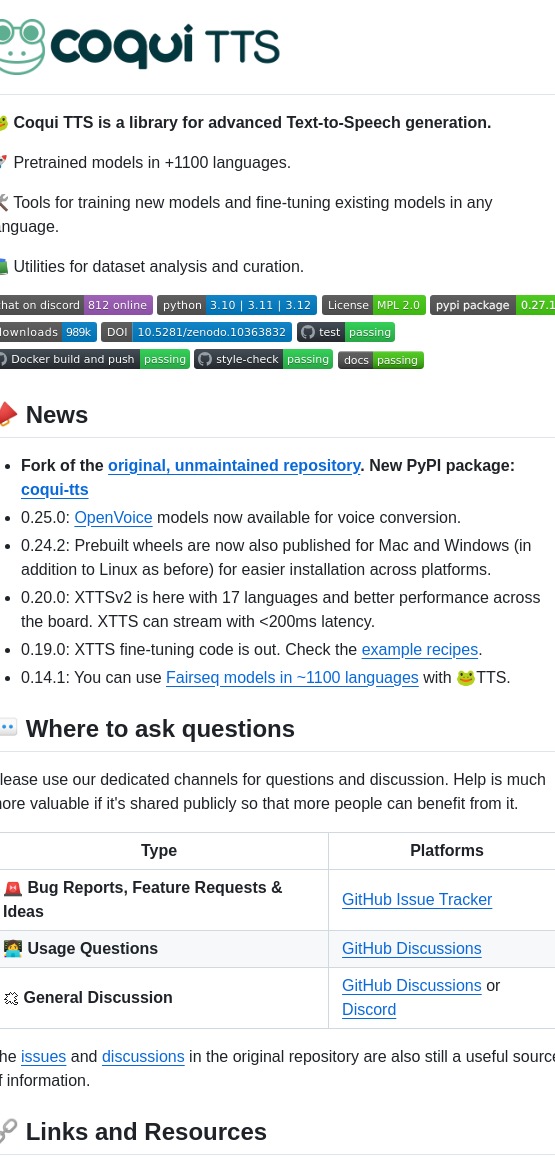 coqui TTS
🐸 Coqui TTS is a library for advanced Text-to-Speech generation.
🚀 Pretrained models in +1100 languages.
🛠️ Tools for training new models and fine-tuning existing models in any
anguage.
📚 Utilities for dataset analysis and curation.
chat on discord 812 online python 3.10 | 3.11 | 3.12 License MPL 2.0 pypi package 0.27.1
downloads 989k DOI 10.5281/zenodo.10363832 test passing
Docker build and push passing style-check passing docs passing
📣 News
• Fork of the original, unmaintained repository. New PyPI package:
coqui-tts
• 0.25.0: OpenVoice models now available for voice conversion.
• 0.24.2: Prebuilt wheels are now also published for Mac and Windows (in
addition to Linux as before) for easier installation across platforms.
• 0.20.0: XTTSv2 is here with 17 languages and better performance across
the board. XTTS can stream with <200ms latency.
• 0.19.0: XTTS fine-tuning code is out. Check the example recipes.
• 0.14.1: You can use Fairseq models in ~1100 languages with 🐸TTS.
💬 Where to ask questions
lease use our dedicated channels for questions and discussion. Help is much
more valuable if it's shared publicly so that more people can benefit from it.
Type Platforms
🚨 Bug Reports, Feature Requests &
Ideas
GitHub Issue Tracker
👩‍💻 Usage Questions
GitHub Discussions
🗯 General Discussion
GitHub Discussions or
Discord
he issues and discussions in the original repository are also still a useful source
f information.
🔗 Links and Resources